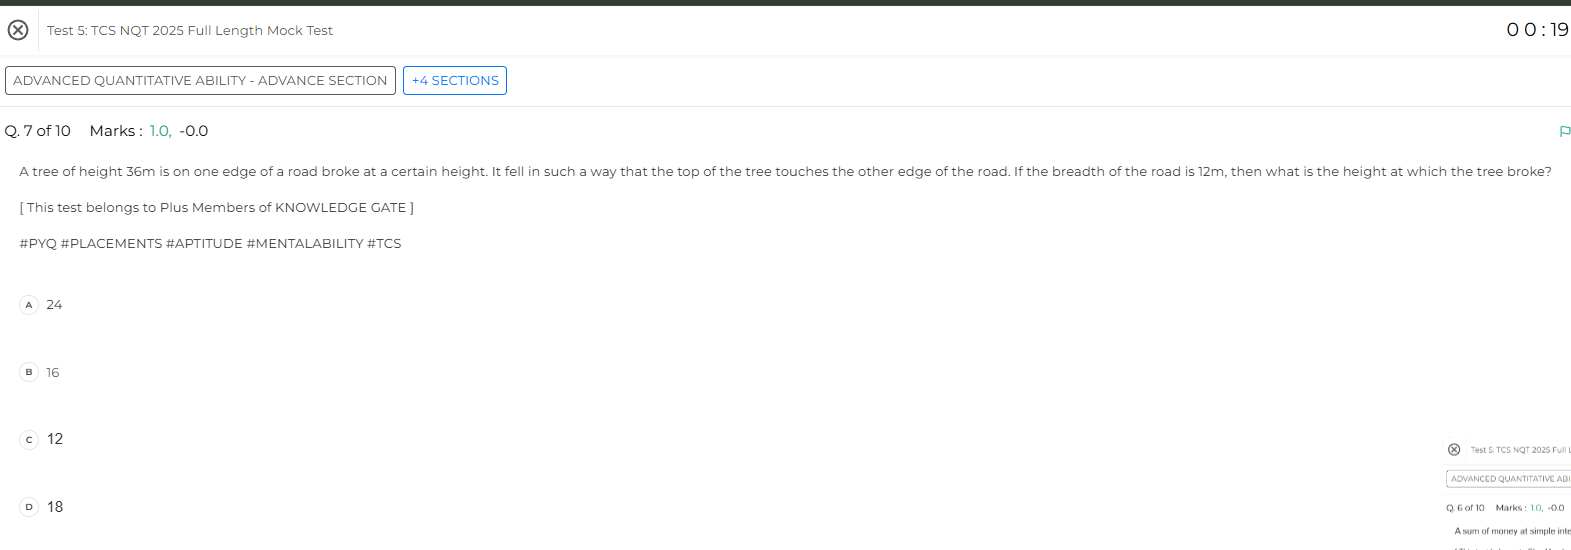 Test 5: TCS NQT 2025 Full Length Mock Test
0 0 : 19
ADVANCED QUANTITATIVE ABILITY - ADVANCE SECTION
+4 SECTIONS
Q. 7 of 10 Marks : 1.0, -0.0
A tree of height 36m is on one edge of a road broke at a certain height. It fell in such a way that the top of the tree touches the other edge of the road. If the breadth of the road is 12m, then what is the height at which the tree broke?
[ This test belongs to Plus Members of KNOWLEDGE GATE ]
#PYQ #PLACEMENTS #APTITUDE #MENTALABILITY #TCS
A 24
B 16
C 12
D 18
Test 5: TCS NQT 2025 Full
ADVANCED QUANTITATIVE
Q. 6 of 10 Marks : 1.0, -0.0
A sum of money at simple